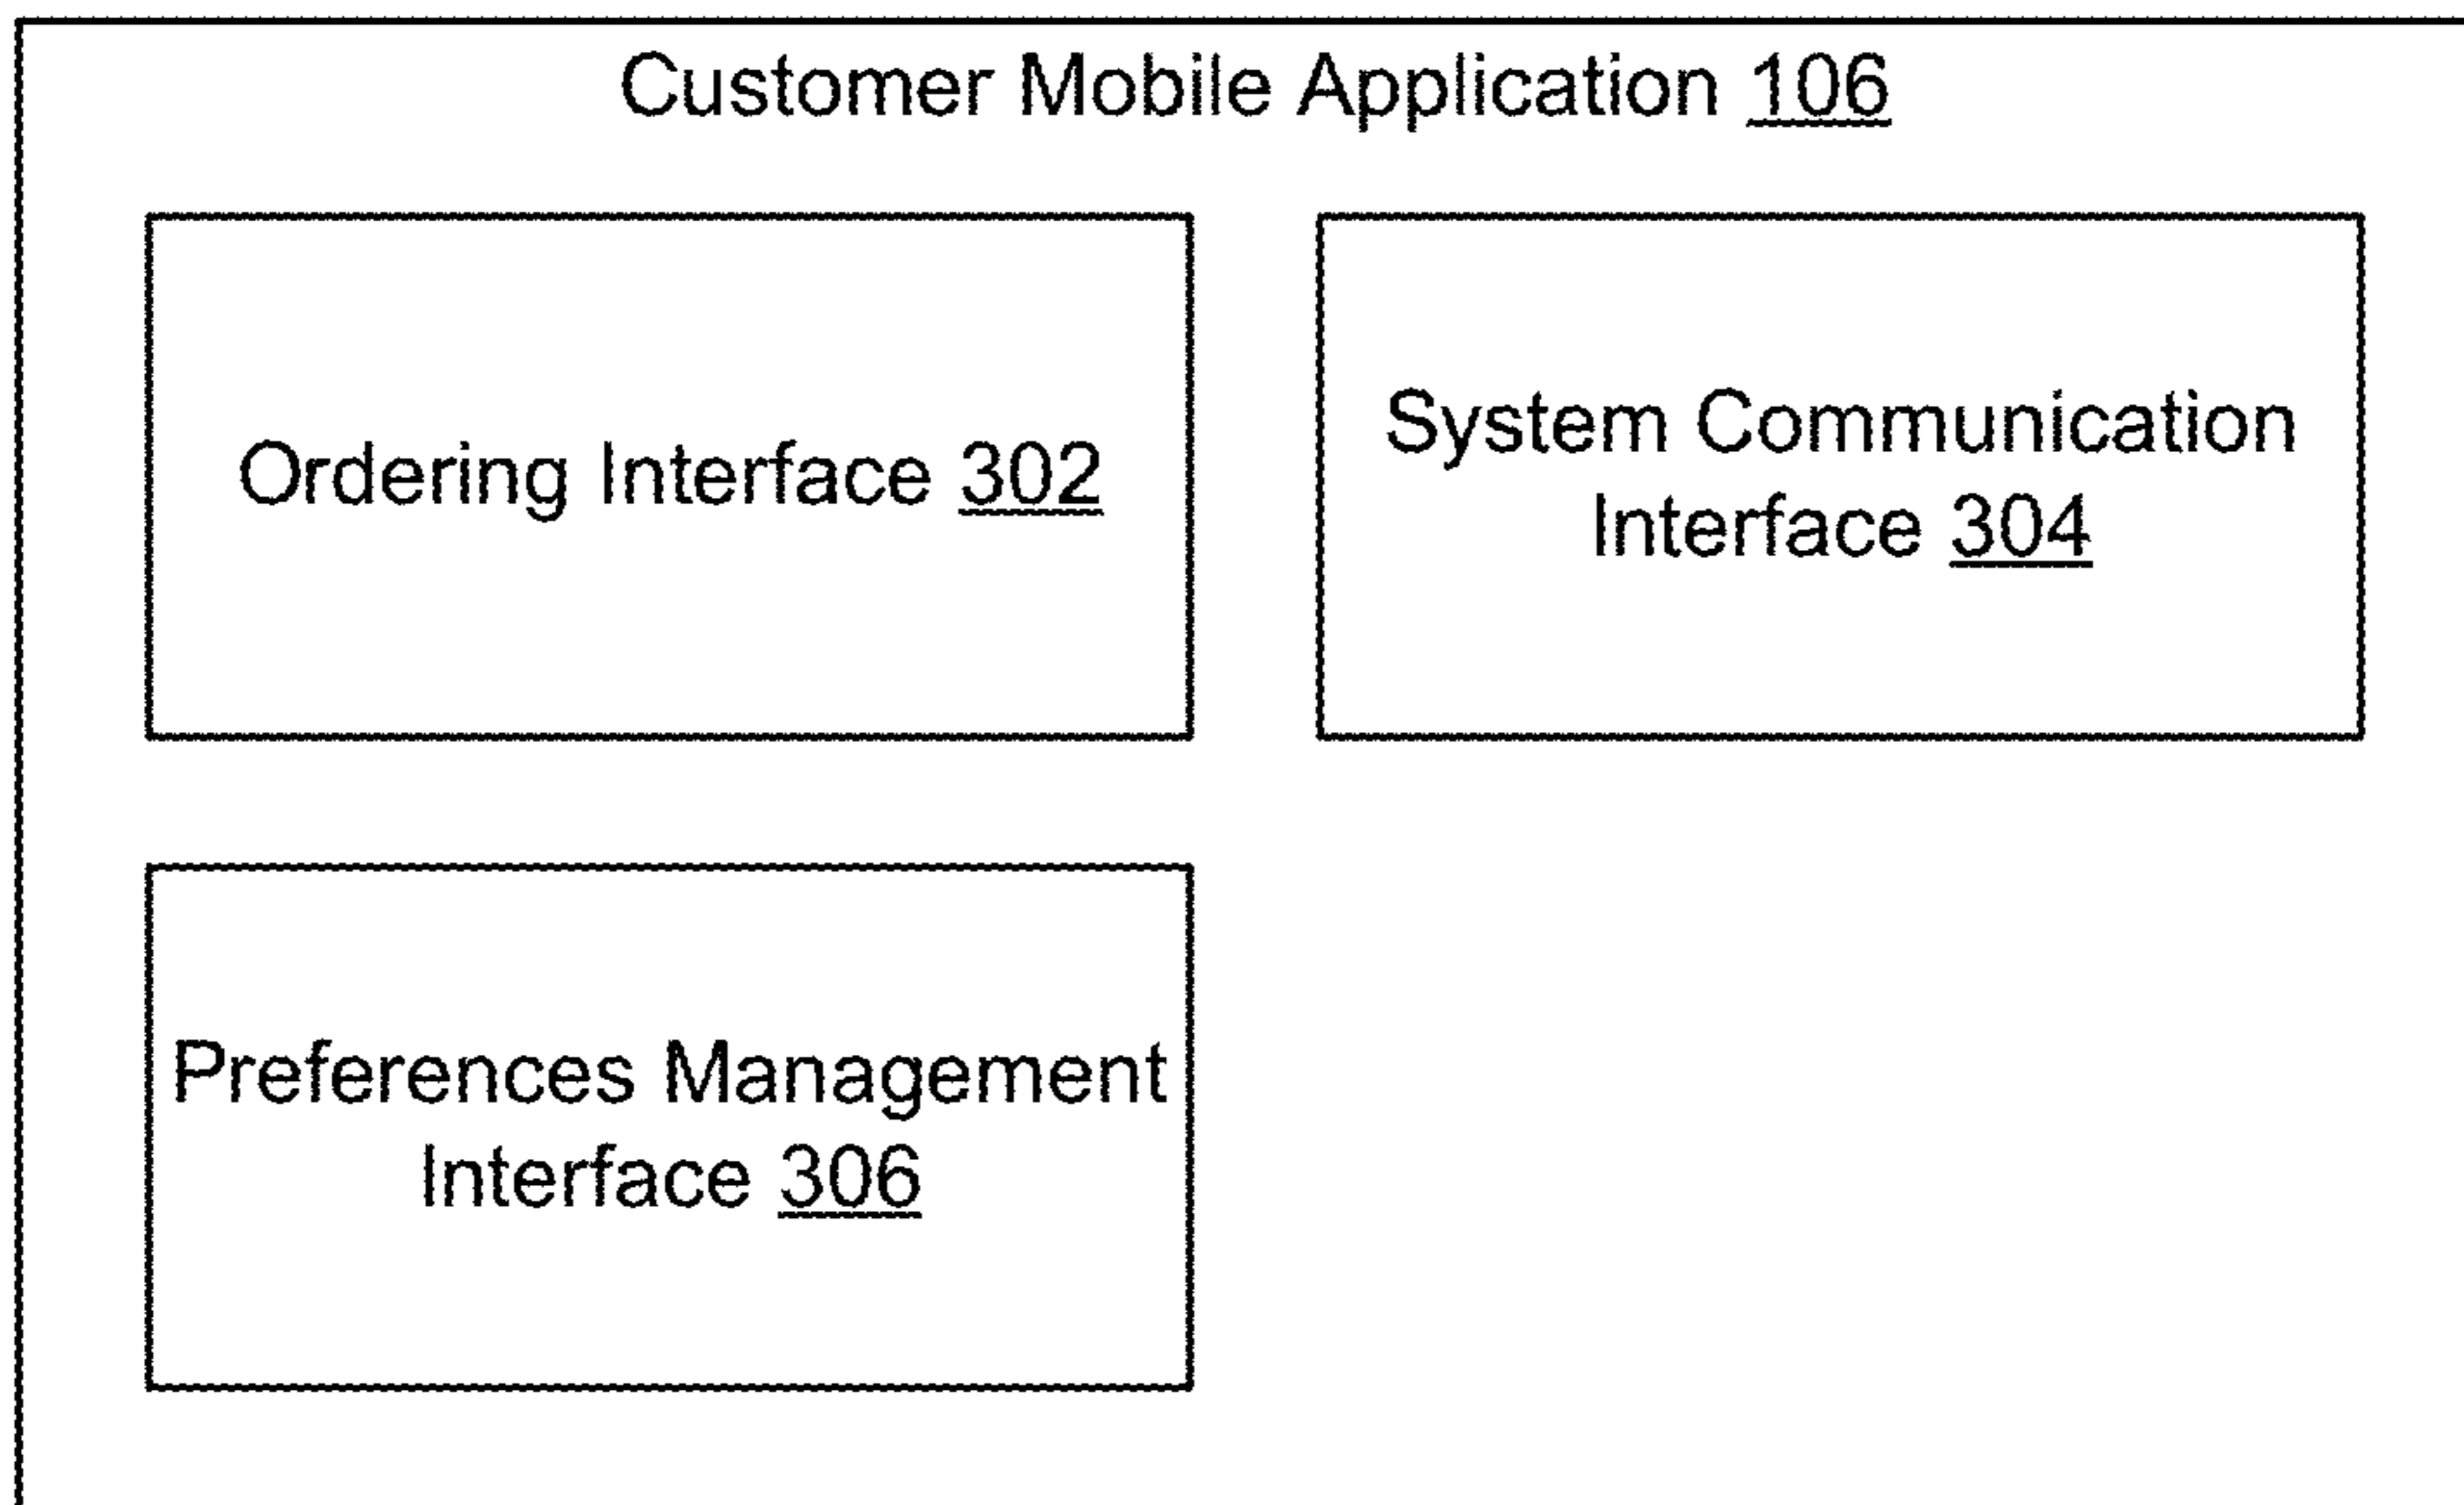 Customer Mobile Application 106
Ordering Interface 302
System Communication
Interface 304
Preferences Management
Interface 306